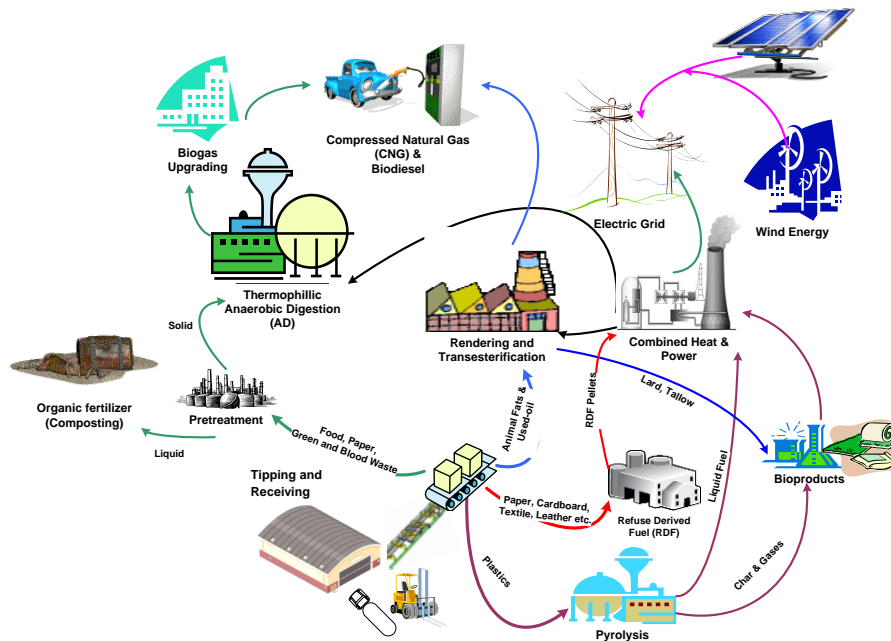 Biogas
Upgrading
Compressed Natural Gas
(CNG) &
Biodiesel
Electric Grid
Wind Energy
Thermophillic
Anaerobic Digestion
(AD)
Solid
Rendering and
Transesterification
Combined Heat &
Power
Organic fertilizer
(Composting)
Pretreatment
Liquid
Food, Paper,
Green and Blood Waste
Animal Fats &
Used-oil
RDF Pellets
Lard, Tallow
Liquid Fuel
Bioproducts
Tipping and
Receiving
Paper, Cardboard,
Textile, Leather etc.
Refuse Derived
Fuel (RDF)
Plastics
Char & Gases
Pyrolysis